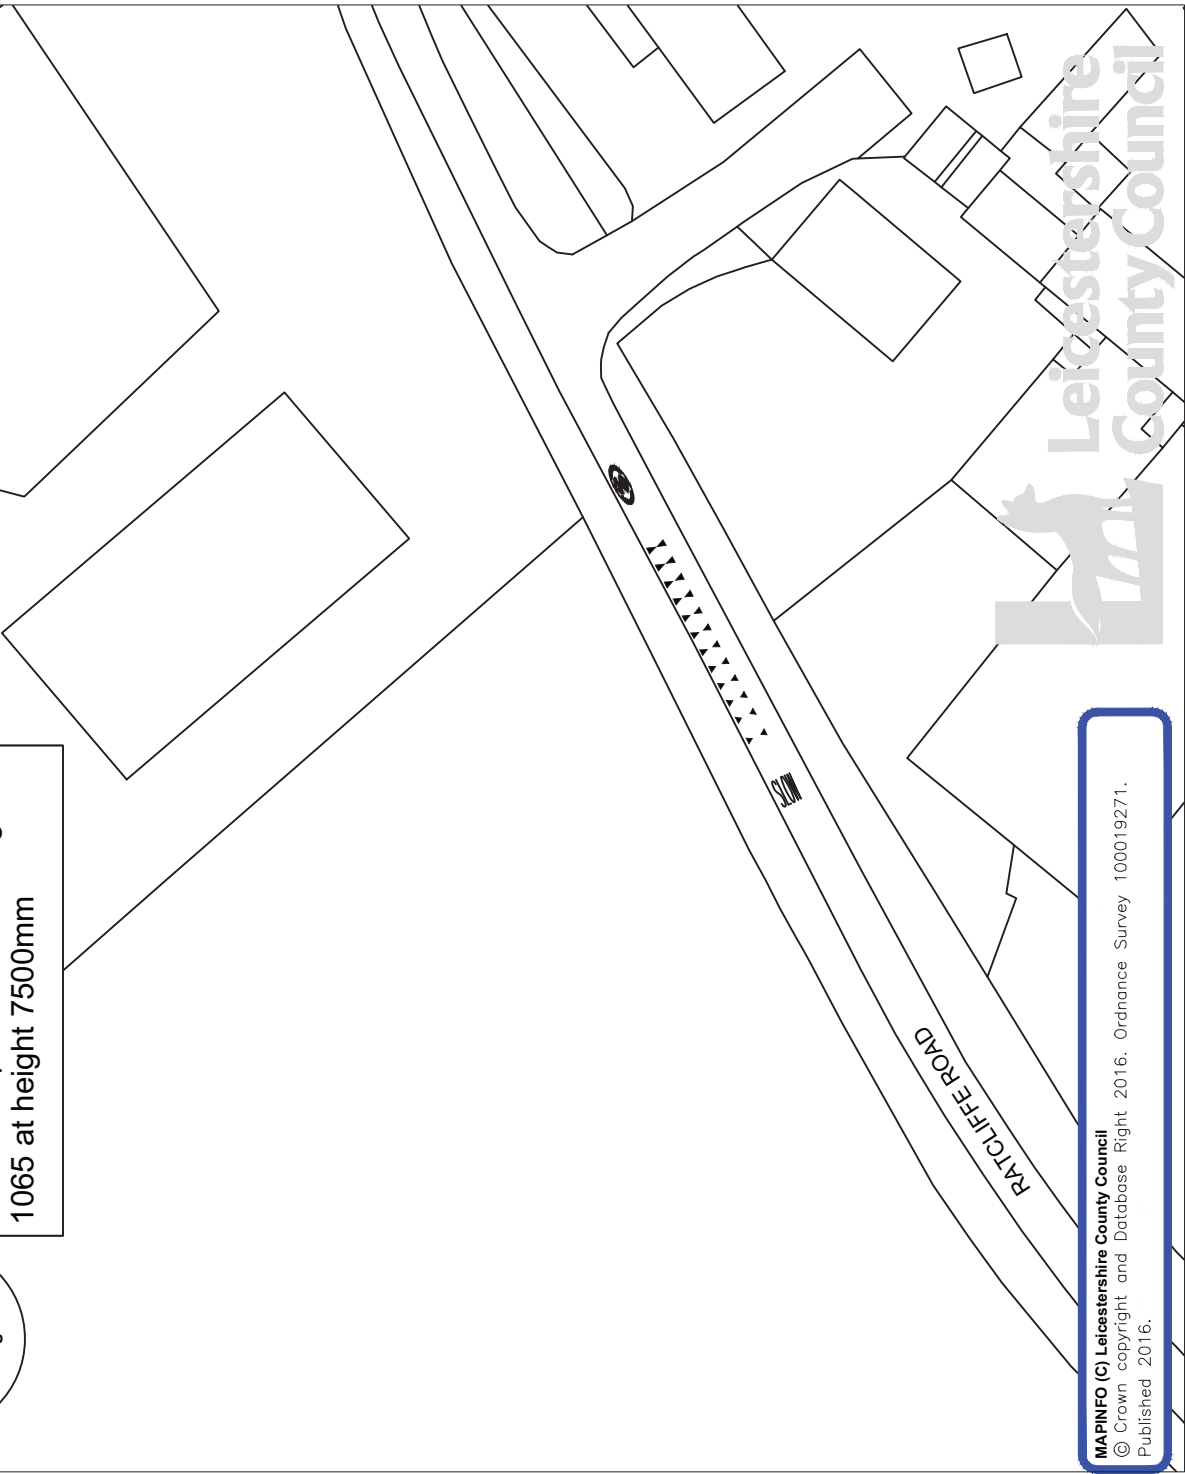 1065 at height 7500mm
SLOW
RATCLIFFE ROAD
Leicestershire
County Council
MAPINFO (C) Leicestershire County Council
© Crown copyright and Database Right 2016. Ordnance Survey 100019271.
Published 2016.